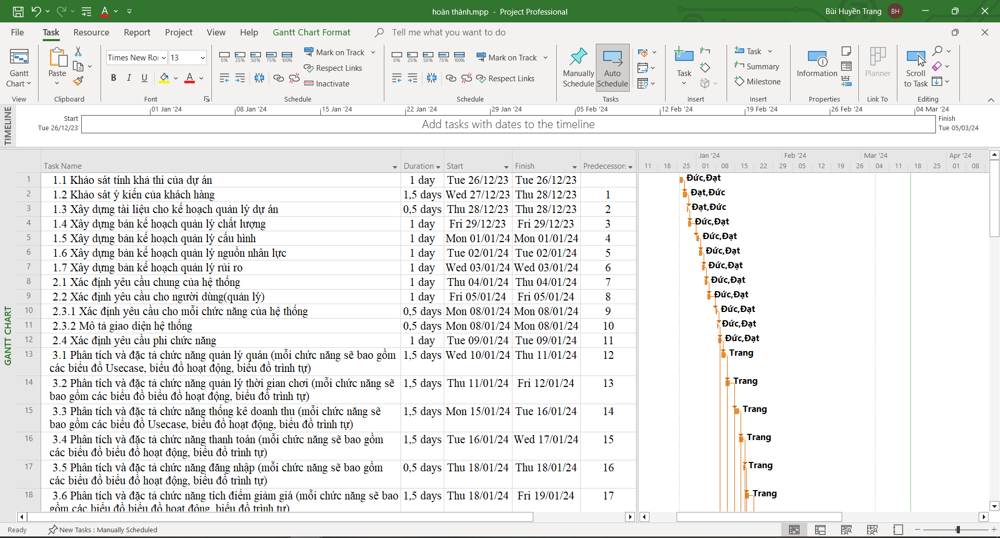 hoàn thành.mpp - Project Professional
Bùi Huyền Trang BH
File Task Resource Report Project View Help Gantt Chart Format Tell me what you want to do
Gantt Chart
View
Paste
Clipboard
Times New Ro 13
B I U A
Font
0% 25% 50% 75% 100%
Mark on Track
Respect Links
Inactivate
Schedule
0% 25% 50% 75% 100%
Mark on Track
Respect Links
Schedule
Manually Schedule
Auto Schedule
Tasks
Task
Insert
Task
Summary
Milestone
Insert
Information
Properties
Planner
Link To
Scroll to Task
Editing
TIMELINE
01 Jan '24 08 Jan '24 15 Jan '24 22 Jan '24 29 Jan '24 05 Feb '24 12 Feb '24 19 Feb '24 26 Feb '24 04 Mar '24
Start
Tue 26/12/23
Add tasks with dates to the timeline
Finish
Tue 05/03/24
GANTT CHART
Task Name Duration Start Finish Predecessors
Jan '24 Feb '24 Mar '24 Apr '24
11 18 25 01 08 15 22 29 05 12 19 26 04 11 18 25 01 08
1 1.1 Khảo sát tính khả thi của dự án 1 day Tue 26/12/23 Tue 26/12/23 Đức,Đạt
2 1.2 Khảo sát ý kiến của khách hàng 1,5 days Wed 27/12/23 Thu 28/12/23 1 Đạt,Đức
3 1.3 Xây dựng tài liệu cho kế hoạch quản lý dự án 0,5 days Thu 28/12/23 Thu 28/12/23 2 Đạt,Đức
4 1.4 Xây dựng bản kế hoạch quản lý chất lượng 1 day Fri 29/12/23 Fri 29/12/23 3 Đức,Đạt
5 1.5 Xây dựng bản kế hoạch quản lý cấu hình 1 day Mon 01/01/24 Mon 01/01/24 4 Đức,Đạt
6 1.6 Xây dựng bản kế hoạch quản lý nguồn nhân lực 1 day Tue 02/01/24 Tue 02/01/24 5 Đức,Đạt
7 1.7 Xây dựng bản kế hoạch quản lý rủi ro 1 day Wed 03/01/24 Wed 03/01/24 6 Đức,Đạt
8 2.1 Xác định yêu cầu chung của hệ thống 1 day Thu 04/01/24 Thu 04/01/24 7 Đức,Đạt
9 2.2 Xác định yêu cầu cho người dùng(quản lý) 1 day Fri 05/01/24 Fri 05/01/24 8 Đức,Đạt
10 2.3.1 Xác định yêu cầu cho mỗi chức năng của hệ thống 0,5 days Mon 08/01/24 Mon 08/01/24 9 Đức,Đạt
11 2.3.2 Mô tả giao diện hệ thống 0,5 days Mon 08/01/24 Mon 08/01/24 10 Đức,Đạt
12 2.4 Xác định yêu cầu phi chức năng 1 day Tue 09/01/24 Tue 09/01/24 11 Đức,Đạt
13 3.1 Phân tích và đặc tả chức năng quản lý quán (mỗi chức năng sẽ bao gồm 1,5 days Wed 10/01/24 Thu 11/01/24 12 Trang
các biểu đồ Usecase, biểu đồ hoạt động, biểu đồ trình tự)
14 3.2 Phân tích và đặc tả chức năng quản lý thời gian chơi (mỗi chức năng sẽ 1,5 days Thu 11/01/24 Fri 12/01/24 13 Trang
bao gồm các biểu đồ biểu đồ hoạt động, biểu đồ trình tự)
15 3.3 Phân tích và đặc tả chức năng thống kê doanh thu (mỗi chức năng sẽ 1,5 days Mon 15/01/24 Tue 16/01/24 14 Trang
bao gồm các biểu đồ Usecase, biểu đồ hoạt động, biểu đồ trình tự)
16 3.4 Phân tích và đặc tả chức năng thanh toán (mỗi chức năng sẽ bao gồm 1,5 days Tue 16/01/24 Wed 17/01/24 15 Trang
các biểu đồ biểu đồ hoạt động, biểu đồ trình tự)
17 3.5 Phân tích và đặc tả chức năng đăng nhập (mỗi chức năng sẽ bao gồm 0,5 days Thu 18/01/24 Thu 18/01/24 16 Trang
các biểu đồ biểu đồ hoạt động, biểu đồ trình tự)
18 3.6 Phân tích và đặc tả chức năng tích điểm giảm giá (mỗi chức năng sẽ bao 1,5 days Thu 18/01/24 Fri 19/01/24 17 Trang
gồm các biểu đồ biểu đồ hoạt động, biểu đồ trình tự)
Ready New Tasks : Manually Scheduled